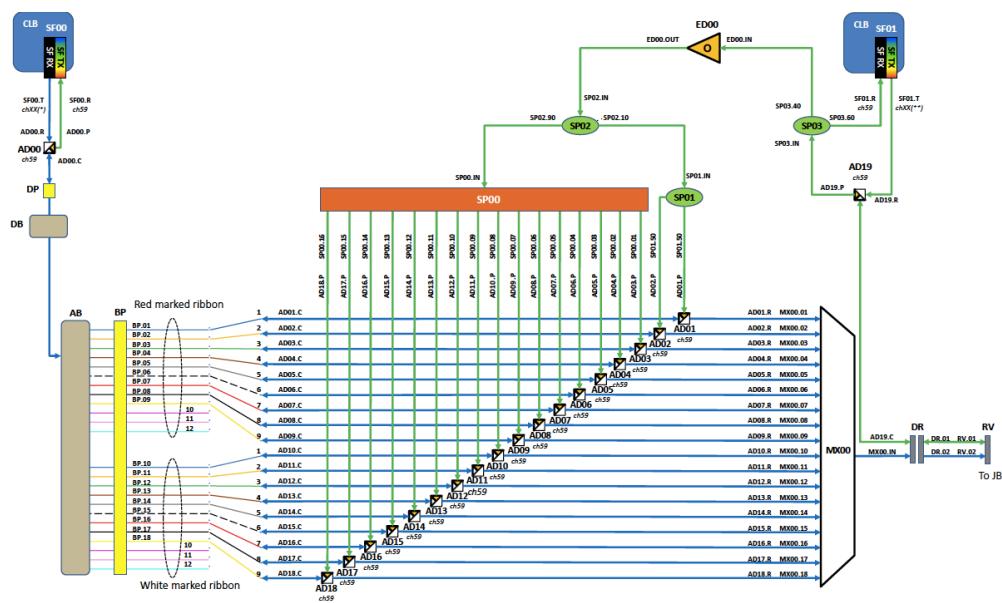 CLB
SF00
SF RX
SF TX
SF00.T
chXX(*)
SF00.R
ch59
AD00.R
AD00.P
AD00
ch59
AD00.C
DP
DB
AB
BP
Red marked ribbon
White marked ribbon
BP.01
BP.02
BP.03
BP.04
BP.05
BP.06
BP.07
BP.08
BP.09
10
11
12
BP.10
BP.11
BP.12
BP.13
BP.14
BP.15
BP.16
BP.17
BP.18
10
11
12
ED00
ED00.OUT
O
ED00.IN
SP02.IN
SP02.90
SP02
SP02.10
SP00.IN
SP01.IN
SP00
SP01
SP00.16
SP00.15
SP00.14
SP00.13
SP00.12
SP00.11
SP00.10
SP00.09
SP00.08
SP00.07
SP00.06
SP00.05
SP00.04
SP00.03
SP00.02
SP00.01
SP01.50
SP01.50
AD18.P
AD17.P
AD16.P
AD15.P
AD14.P
AD13.P
AD12.P
AD11.P
AD10.P
AD09.P
AD08.P
AD07.P
AD06.P
AD05.P
AD04.P
AD03.P
AD02.P
AD01.P
1 AD01.C AD01.R MX00.01
AD01
ch59
2 AD02.C AD02.R MX00.02
AD02
ch59
3 AD03.C AD03.R MX00.03
AD03
ch59
4 AD04.C AD04.R MX00.04
AD04
ch59
5 AD05.C AD05.R MX00.05
AD05
ch59
6 AD06.C AD06.R MX00.06
AD06
ch59
7 AD07.C AD07.R MX00.07
AD07
ch59
8 AD08.C AD08.R MX00.08
AD08
ch59
9 AD09.C AD09.R MX00.09
AD09
ch59
1 AD10.C AD10.R MX00.10
AD10
ch59
2 AD11.C AD11.R MX00.11
AD11
ch59
3 AD12.C AD12.R MX00.12
AD12
ch59
4 AD13.C AD13.R MX00.13
AD13
ch59
5 AD14.C AD14.R MX00.14
AD14
ch59
6 AD15.C AD15.R MX00.15
AD15
ch59
7 AD16.C AD16.R MX00.16
AD16
ch59
8 AD17.C AD17.R MX00.17
AD17
ch59
9 AD18.C AD18.R MX00.18
AD18
ch59
MX00
CLB
SF01
SF RX
SF TX
SF01.R
ch59
SF01.T
chXX(**)
SP03.40
SP03
SP03.60
SP03.IN
AD19
ch59
AD19.P
AD19.R
AD19.C
MX00.IN
DR
DR.01
DR.02
RV.01
RV.02
RV
To JB